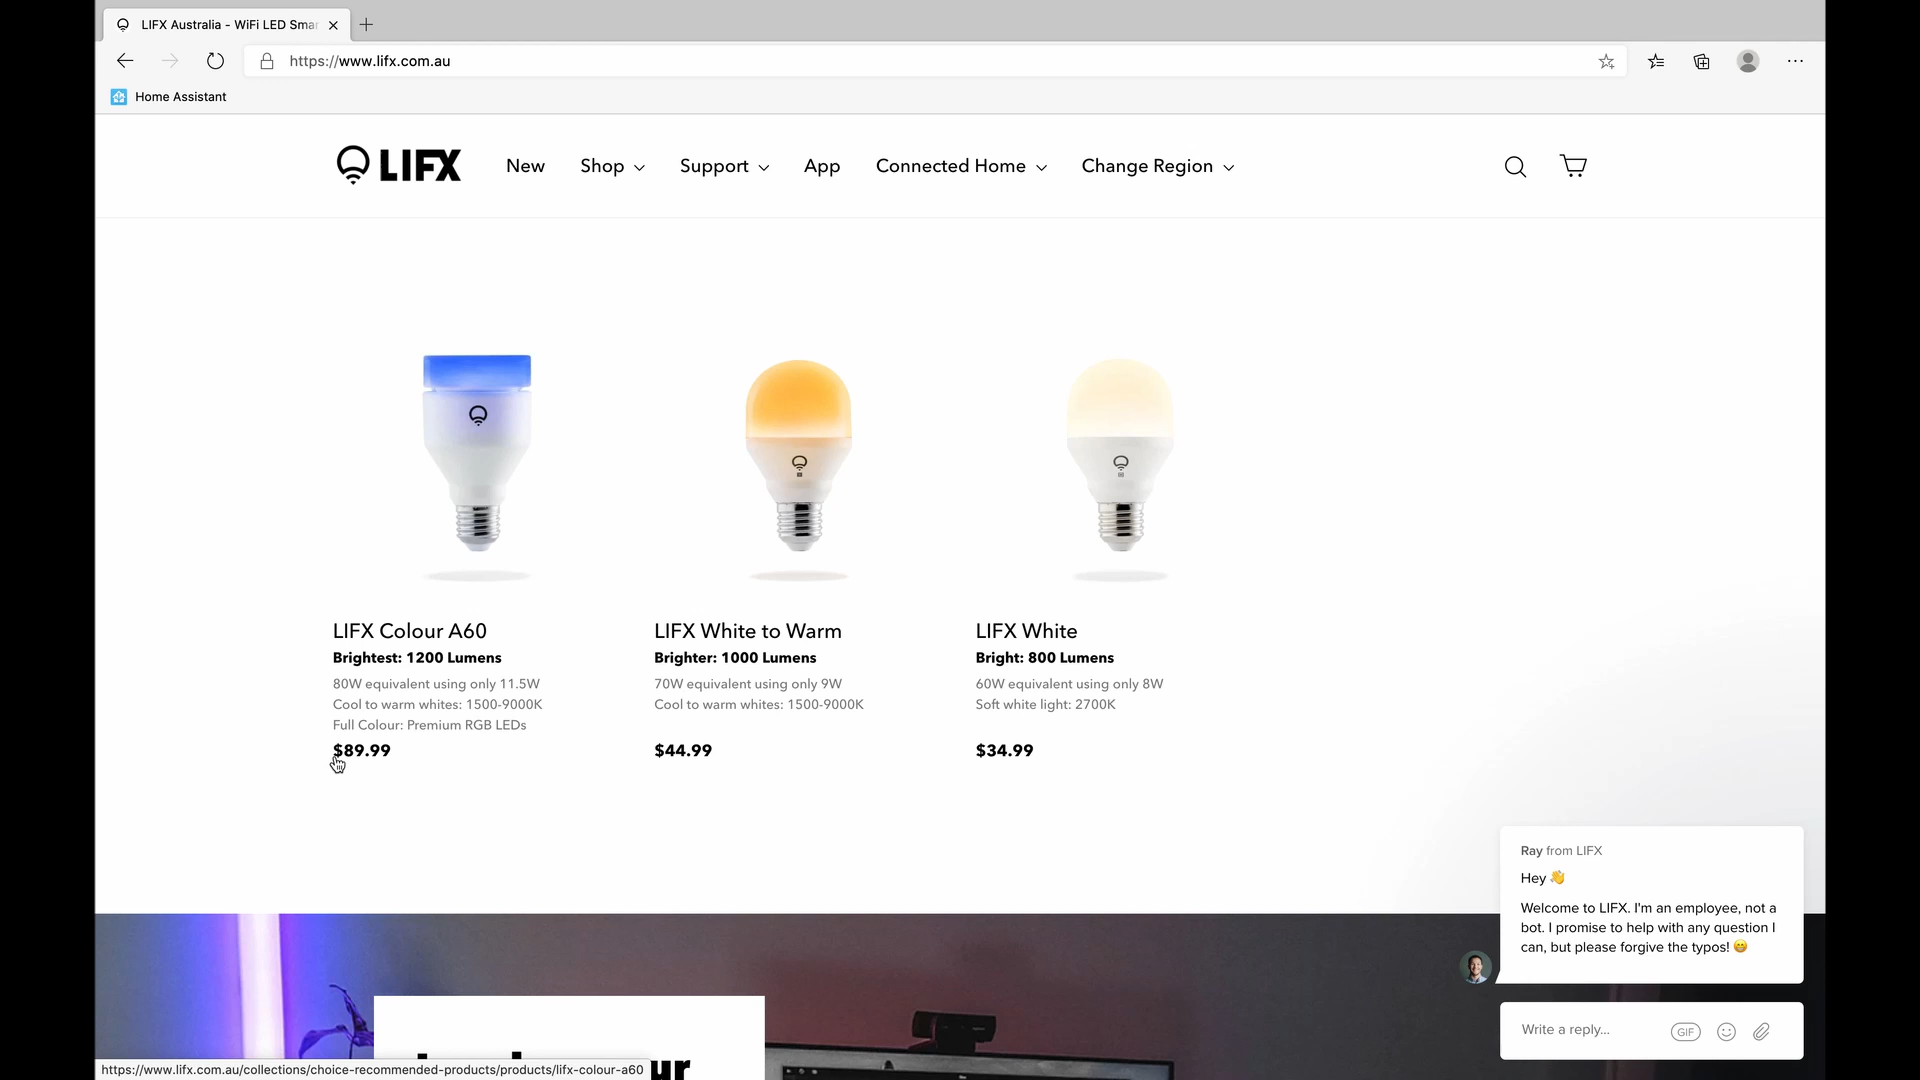 LIFX Australia - WiFi LED Smar
https://www.lifx.com.au
Home Assistant
LIFX
New
Shop
Support
App
Connected Home
Change Region
LIFX Colour A60
Brightest: 1200 Lumens
80W equivalent using only 11.5W
Cool to warm whites: 1500-9000K
Full Colour: Premium RGB LEDs
$89.99
LIFX White to Warm
Brighter: 1000 Lumens
70W equivalent using only 9W
Cool to warm whites: 1500-9000K
$44.99
LIFX White
Bright: 800 Lumens
60W equivalent using only 8W
Soft white light: 2700K
$34.99
Ray from LIFX
Hey 👋
Welcome to LIFX. I'm an employee, not a
bot. I promise to help with any question I
can, but please forgive the typos! 😁
Write a reply...
GIF
https://www.lifx.com.au/collections/choice-recommended-products/products/lifx-colour-a60